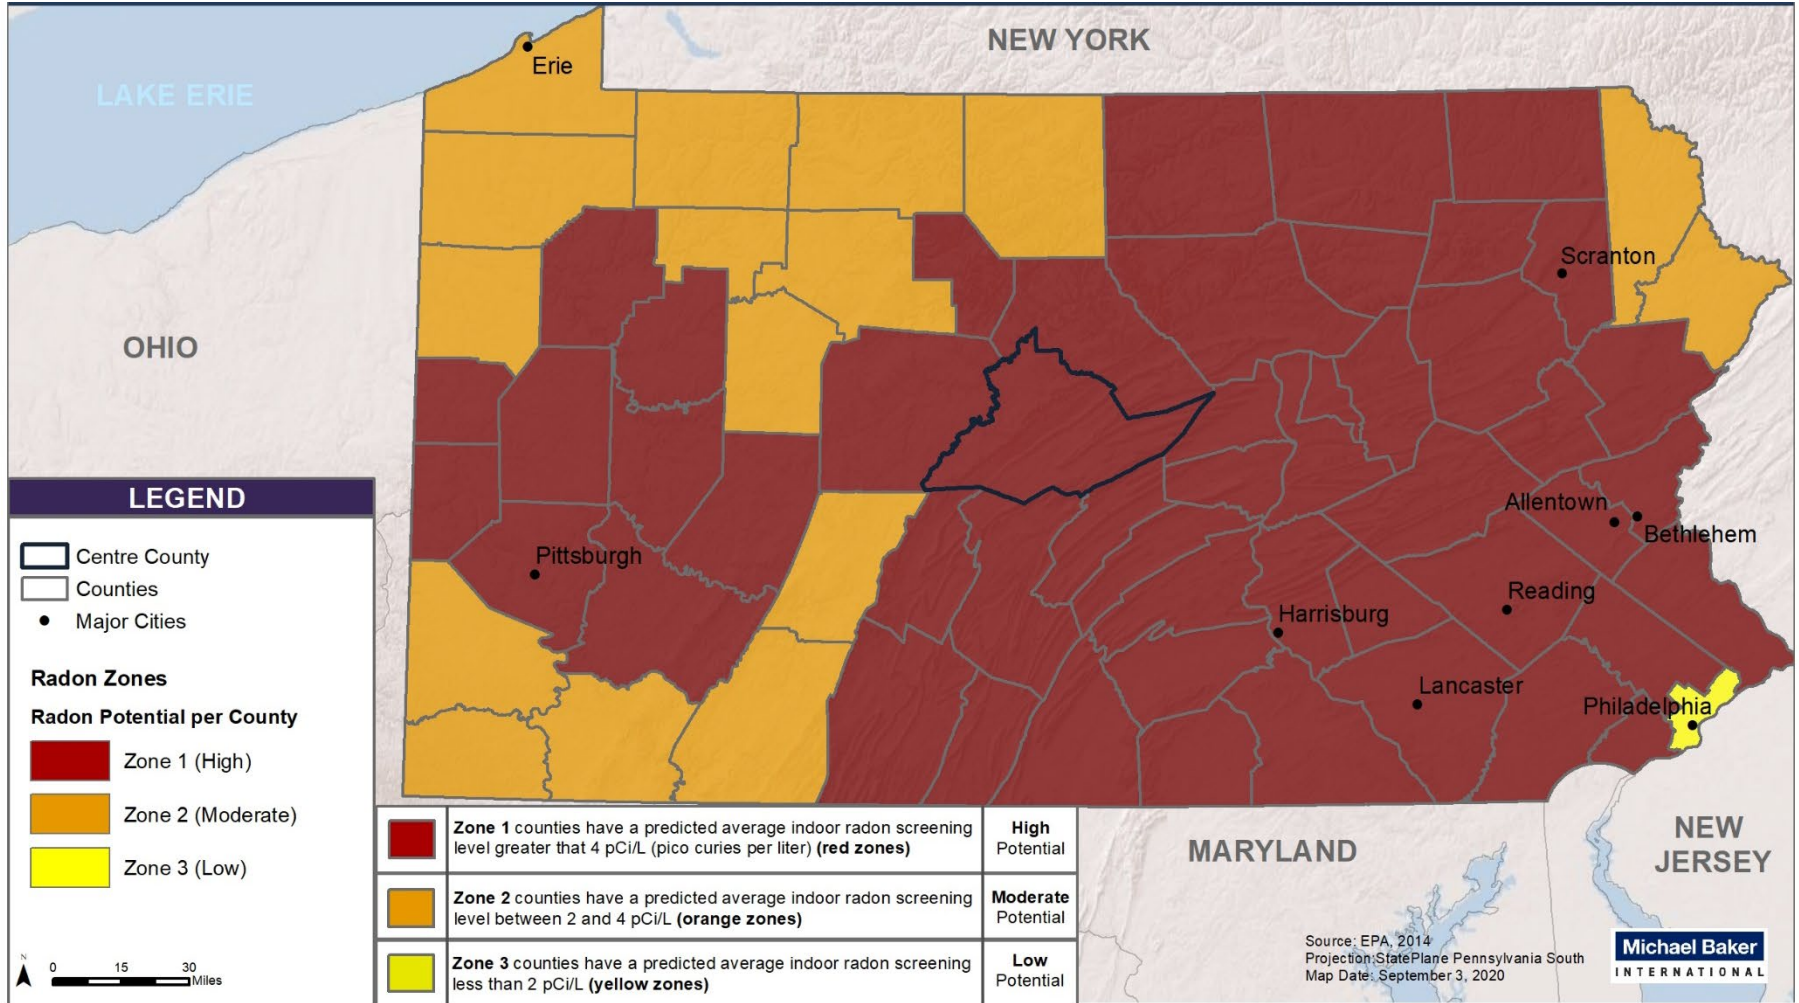 NEW YORK
LAKE ERIE
Erie
Scranton
OHIO
Allentown
Bethlehem
Pittsburgh
Reading
Harrisburg
Lancaster
Philadelphia
MARYLAND
NEW
JERSEY
LEGEND
Centre County
Counties
Major Cities
Radon Zones
Radon Potential per County
Zone 1 (High)
Zone 2 (Moderate)
Zone 3 (Low)
N
0 15 30
Miles
Zone 1 counties have a predicted average indoor radon screening
level greater that 4 pCi/L (pico curies per liter) (red zones)
High
Potential
Zone 2 counties have a predicted average indoor radon screening
level between 2 and 4 pCi/L (orange zones)
Moderate
Potential
Zone 3 counties have a predicted average indoor radon screening
less than 2 pCi/L (yellow zones)
Low
Potential
Source: EPA, 2014
Projection:StatePlane Pennsylvania South
Map Date: September 3, 2020
Michael Baker
INTERNATIONAL